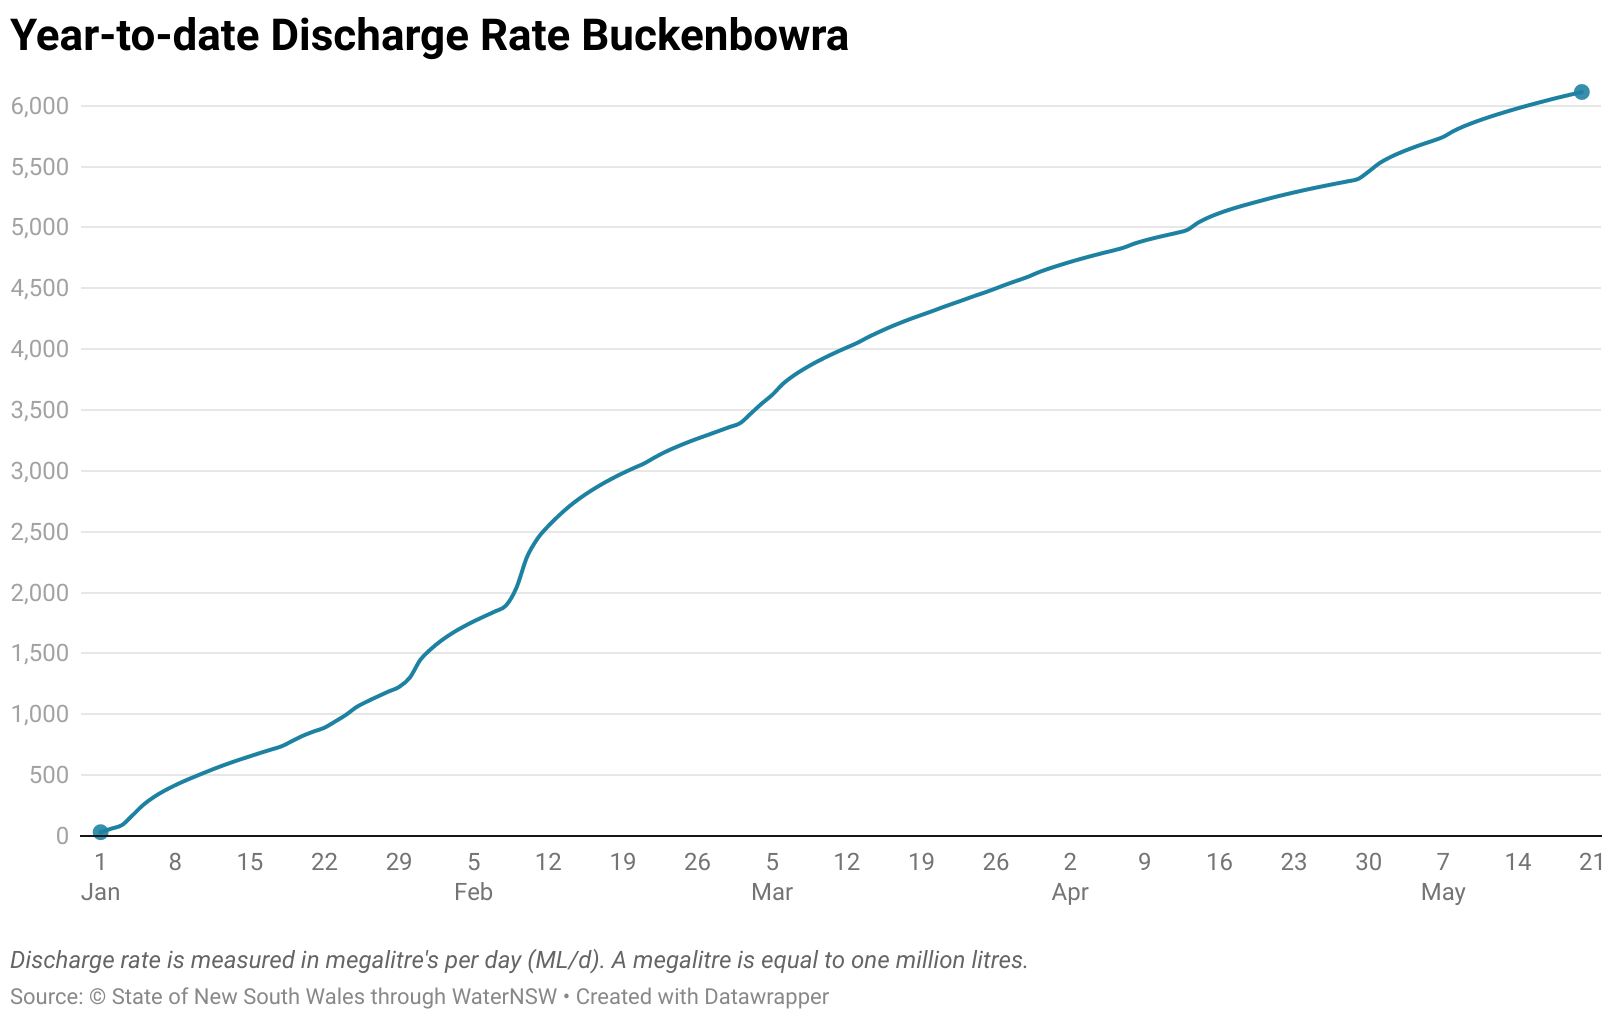 Year-to-date Discharge Rate Buckenbowra
6,000
5,500
5,000
4,500
4,000
3,500
3,000
2,500
2,000
1,500
1,000
500
0
1 8 15 22 29 5 12 19 26 5 12 19 26 2 9 16 23 30 7 14 21
Jan Feb Mar Apr May
Discharge rate is measured in megalitre's per day (ML/d). A megalitre is equal to one million litres.
Source: © State of New South Wales through WaterNSW • Created with Datawrapper